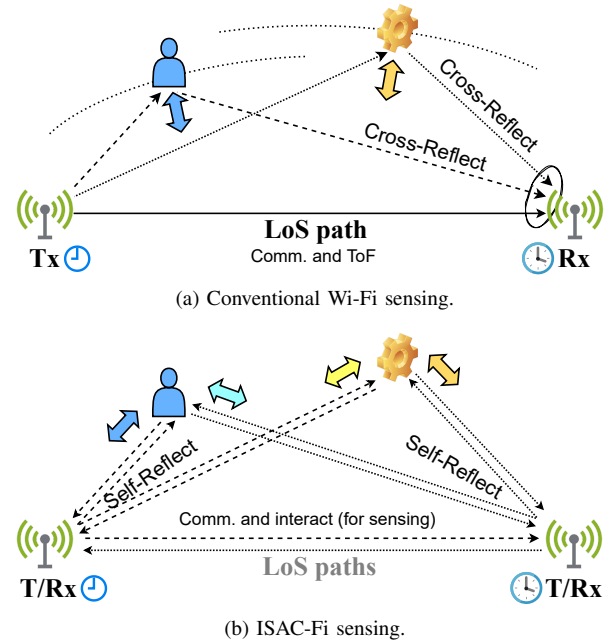 Cross-Reflect
Cross-Reflect
LoS path
Comm. and ToF
Tx
Rx
(a) Conventional Wi-Fi sensing.
Self-Reflect
Self-Reflect
Comm. and interact (for sensing)
LoS paths
T/Rx
T/Rx
(b) ISAC-Fi sensing.